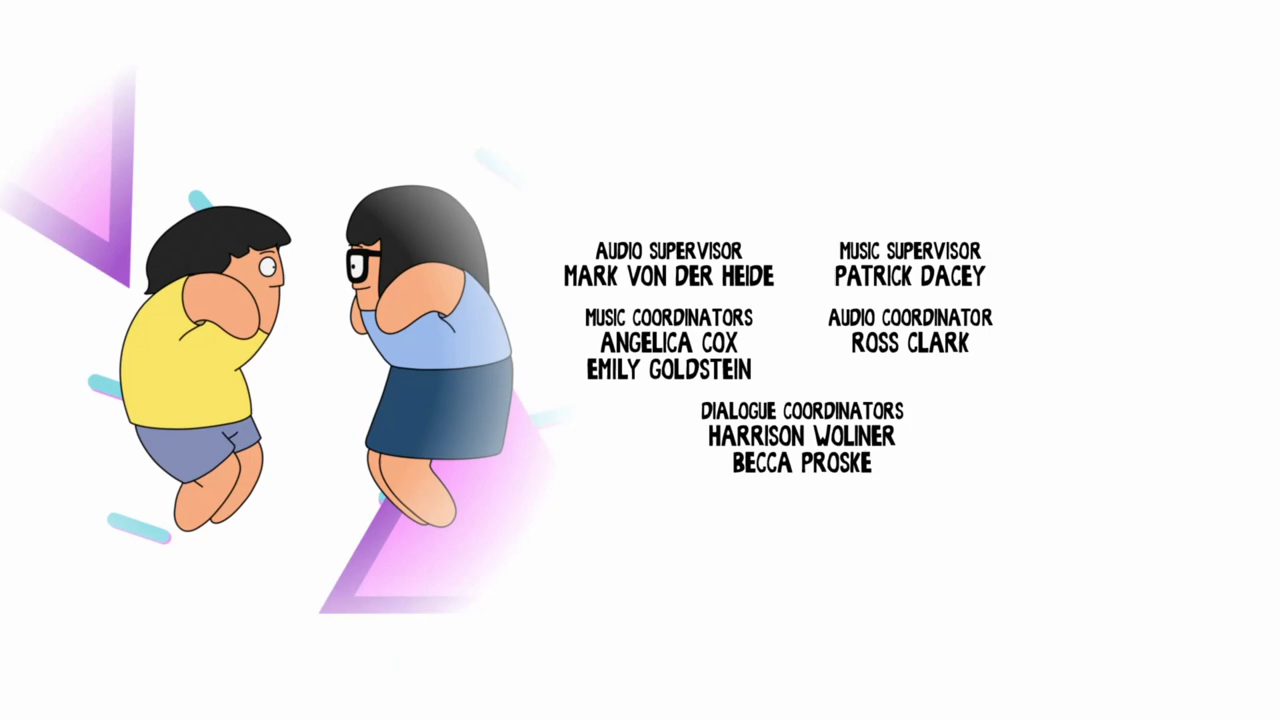 AUDIO SUPERVISOR
MARK VON DER HEIDE
MUSIC SUPERVISOR
PATRICK DACEY
MUSIC COORDINATORS
ANGELICA COX
EMILY GOLDSTEIN
AUDIO COORDINATOR
ROSS CLARK
DIALOGUE COORDINATORS
HARRISON WOLINER
BECCA PROSKE